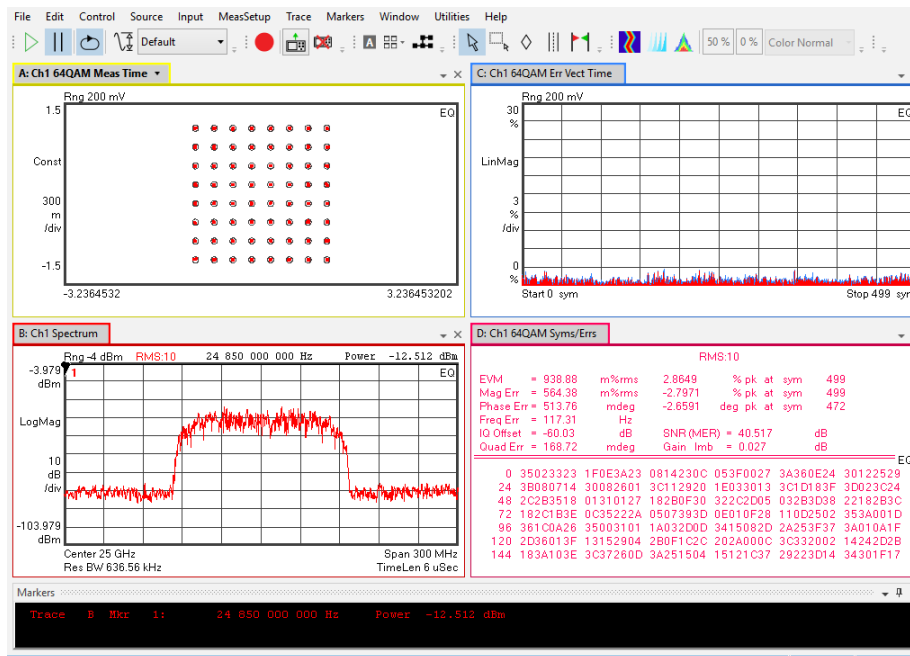 File Edit Control Source Input MeasSetup Trace Markers Window Utilities Help
Default
50 % 0 % Color Normal
A: Ch1 64QAM Meas Time
Rng 200 mV
1.5
EQ
Const
300
m
/div
-1.5
-3.2364532 3.236453202
C: Ch1 64QAM Err Vect Time
Rng 200 mV
30
%
EQ
LinMag
3
%
/div
0
%
Start 0 sym Stop 499 sym
B: Ch1 Spectrum
Rng -4 dBm RMS:10 24 850 000 000 Hz Power -12.512 dBm
-3.979
dBm
1
EQ
LogMag
10
dB
/div
-103.979
dBm
Center 25 GHz Span 300 MHz
Res BW 636.56 kHz TimeLen 6 uSec
D: Ch1 64QAM Syms/Errs
RMS:10
EVM = 938.88 m%rms 2.8649 % pk at sym 499
Mag Err = 564.38 m%rms -2.7971 % pk at sym 499
Phase Err = 513.76 mdeg -2.6591 deg pk at sym 472
Freq Err = 117.31 Hz
IQ Offset = -60.03 dB SNR (MER) = 40.517 dB
Quad Err = 168.72 mdeg Gain Imb = 0.027 dB
EQ
0 35023323 1F0E3A23 0814230C 053F0027 3A360E24 30122529
24 3B080714 30082601 3C112920 1E033013 3C1D183F 3D023C24
48 2C2B3518 01310127 182B0F30 322C2D05 032B3D38 22182B3C
72 182C1B3E 0C35222A 0507393D 0E010F28 110D2502 353A001D
96 361C0A26 35003101 1A032D0D 3415082D 2A253F37 3A010A1F
120 2D36013F 13152904 2B0F1C2C 202A000C 3C332002 14242D2B
144 183A103E 3C37260D 3A251504 15121C37 29223D14 34301F17
Markers
Trace B Mkr 1: 24 850 000 000 Hz Power -12.512 dBm